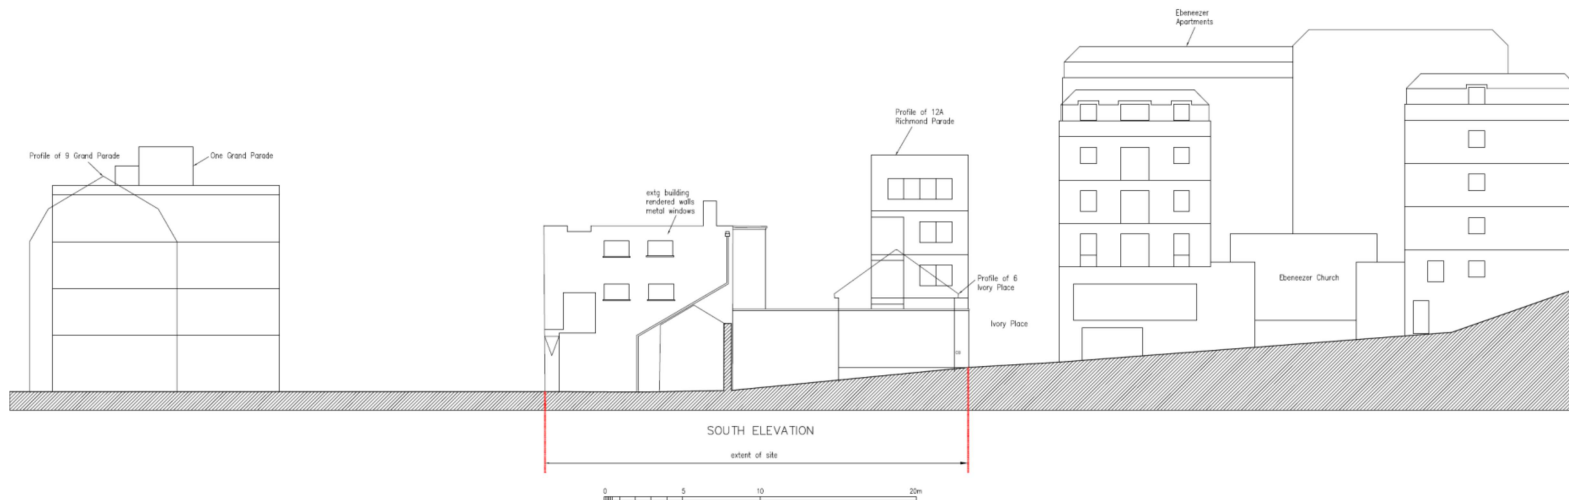 Ebeneezer
Apartments
Profile of 12A
Richmond Parade
Profile of 9 Grand Parade
One Grand Parade
extg building
rendered walls
metal windows
Profile of 6
Ivory Place
Ebeneezer Church
Ivory Place
SOUTH ELEVATION
extent of site
0 5 10 20m